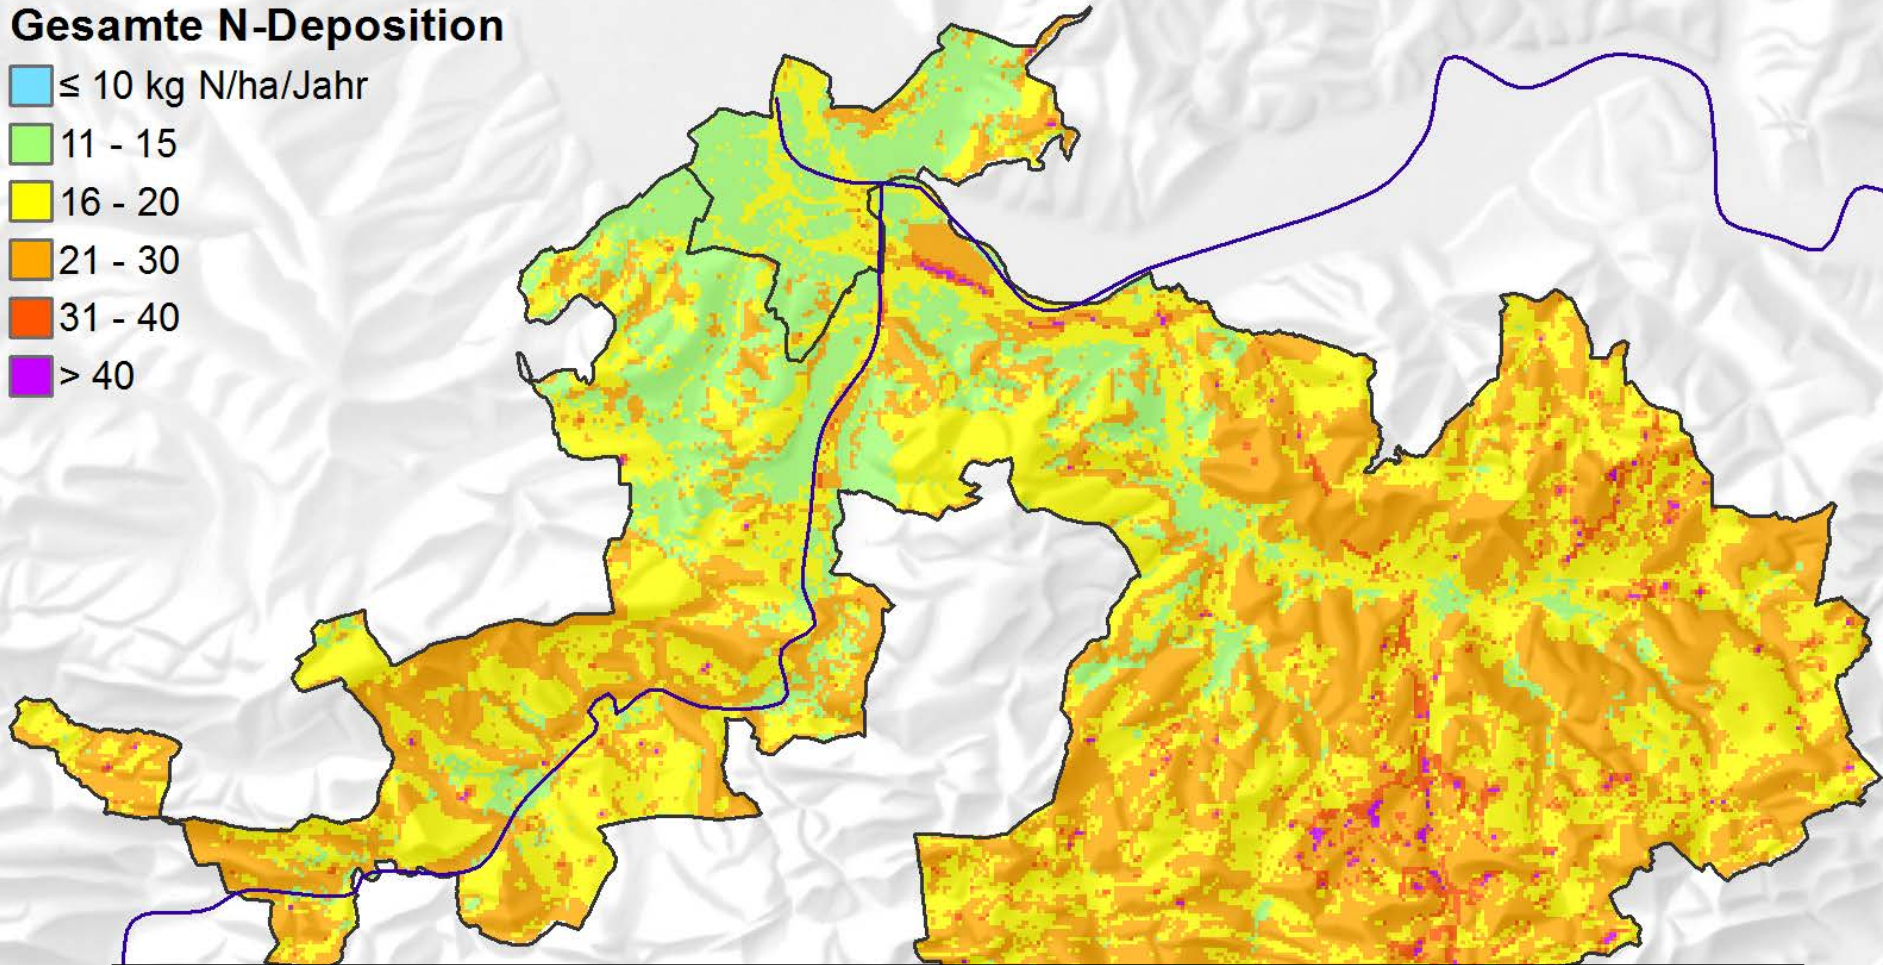 Gesamte N-Deposition
≤ 10 kg N/ha/Jahr
11 - 15
16 - 20
21 - 30
31 - 40
> 40